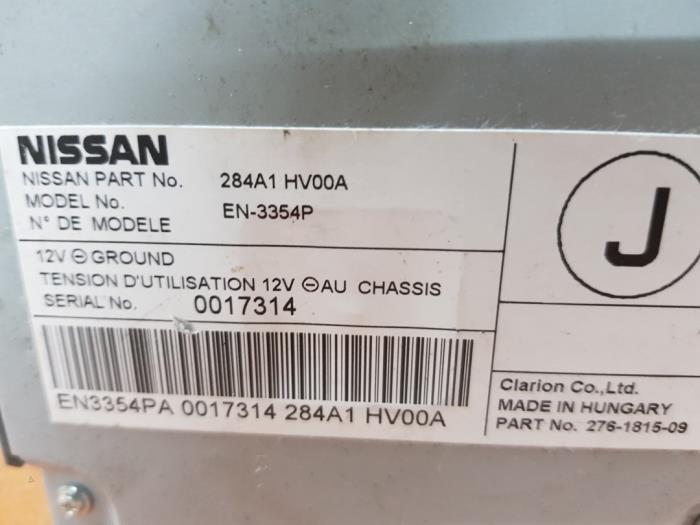 NISSAN
NISSAN PART No. 284A1 HV00A
MODEL No.
N° DE MODELE EN-3354P
12V ⊖ GROUND
TENSION D'UTILISATION 12V ⊖AU CHASSIS
SERIAL No. 0017314
EN3354PA 0017314 284A1 HV00A
J
Clarion Co.,Ltd.
MADE IN HUNGARY
PART No. 276-1815-09